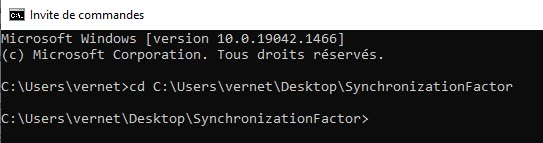 Invite de commandes
Microsoft Windows [version 10.0.19042.1466]
(c) Microsoft Corporation. Tous droits réservés.
C:\Users\vernet>cd C:\Users\vernet\Desktop\SynchronizationFactor
C:\Users\vernet\Desktop\SynchronizationFactor>